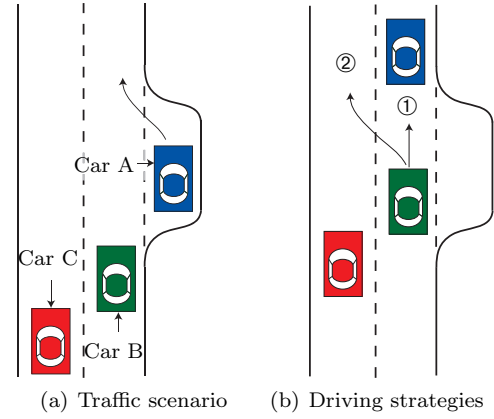 ②
①
Car A
Car C
Car B
(a) Traffic scenario
(b) Driving strategies